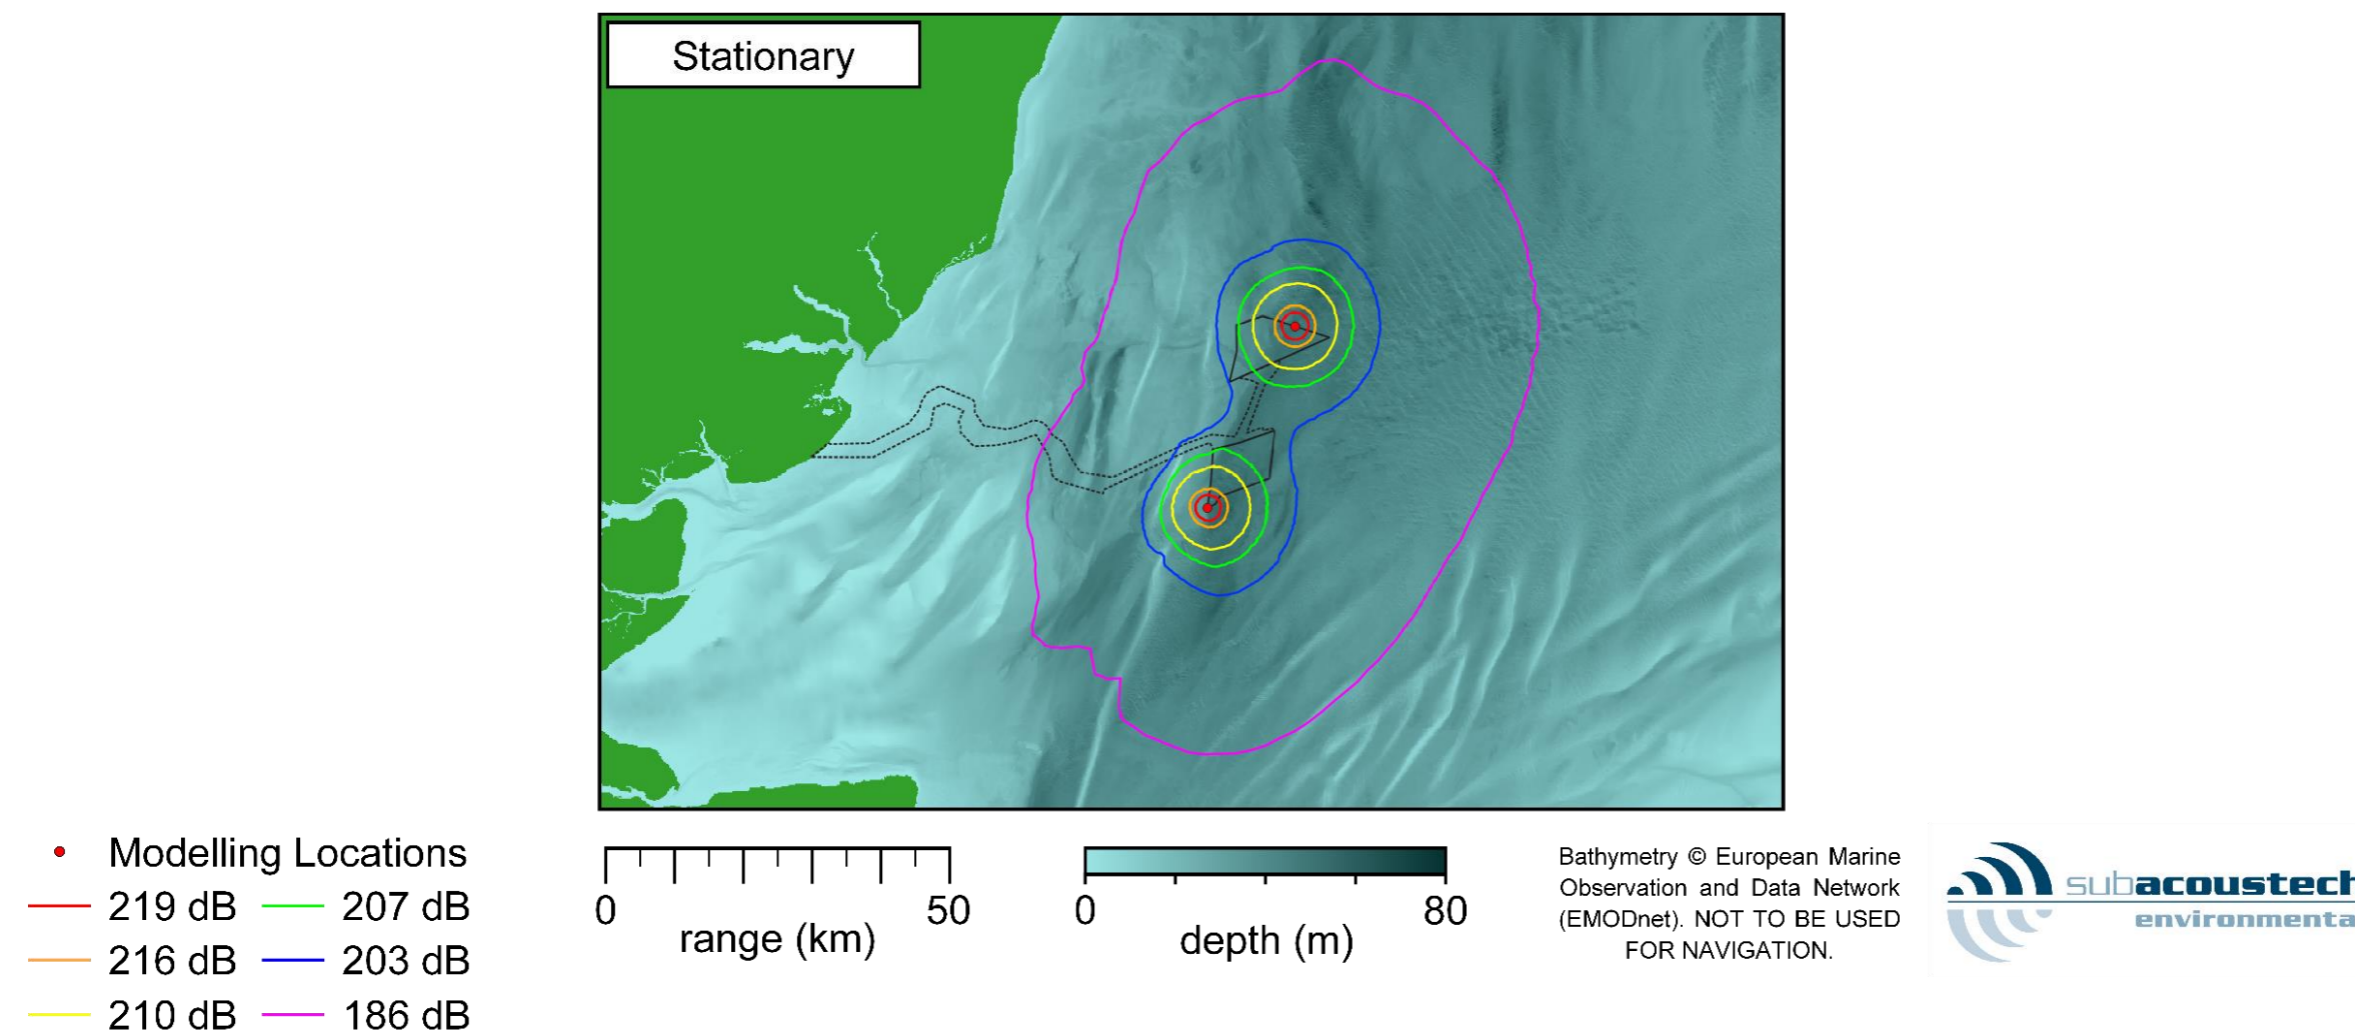 Stationary
Modelling Locations
219 dB
207 dB
216 dB
203 dB
210 dB
186 dB
0
50
range (km)
0
80
depth (m)
Bathymetry © European Marine
Observation and Data Network
(EMODnet). NOT TO BE USED
FOR NAVIGATION.
subacoustech
environmenta